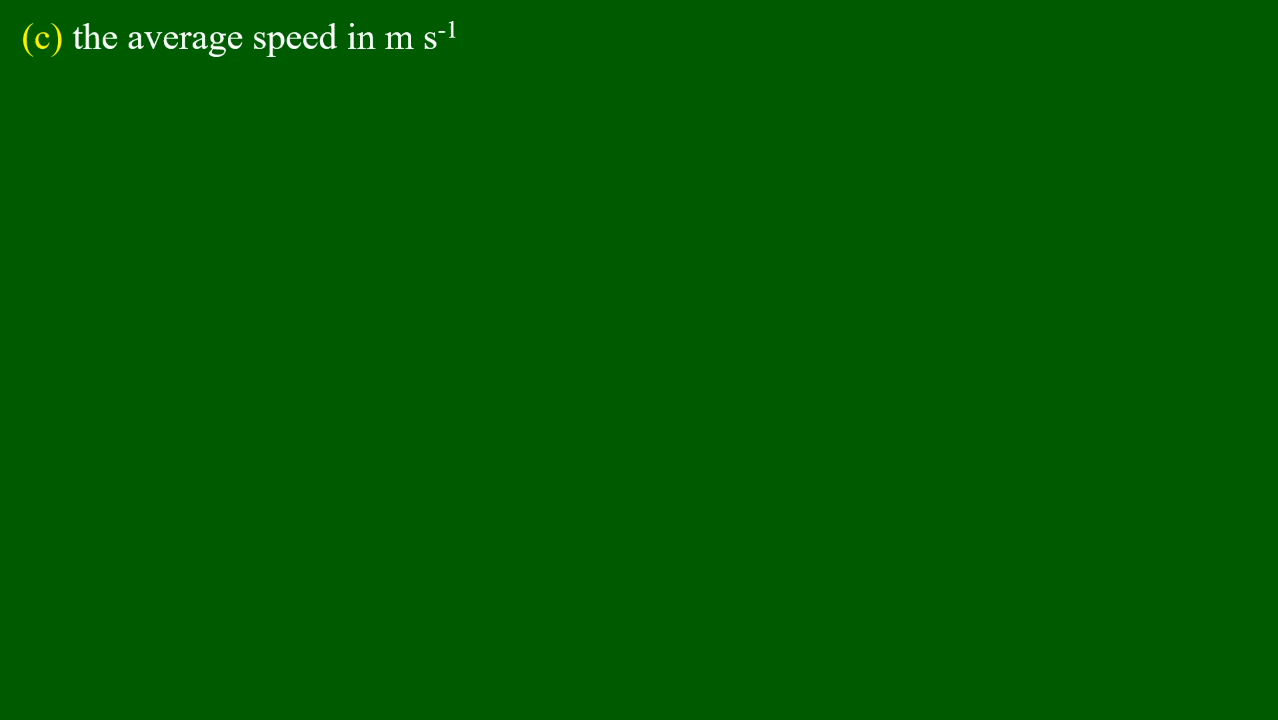 (c) the average speed in m s⁻¹